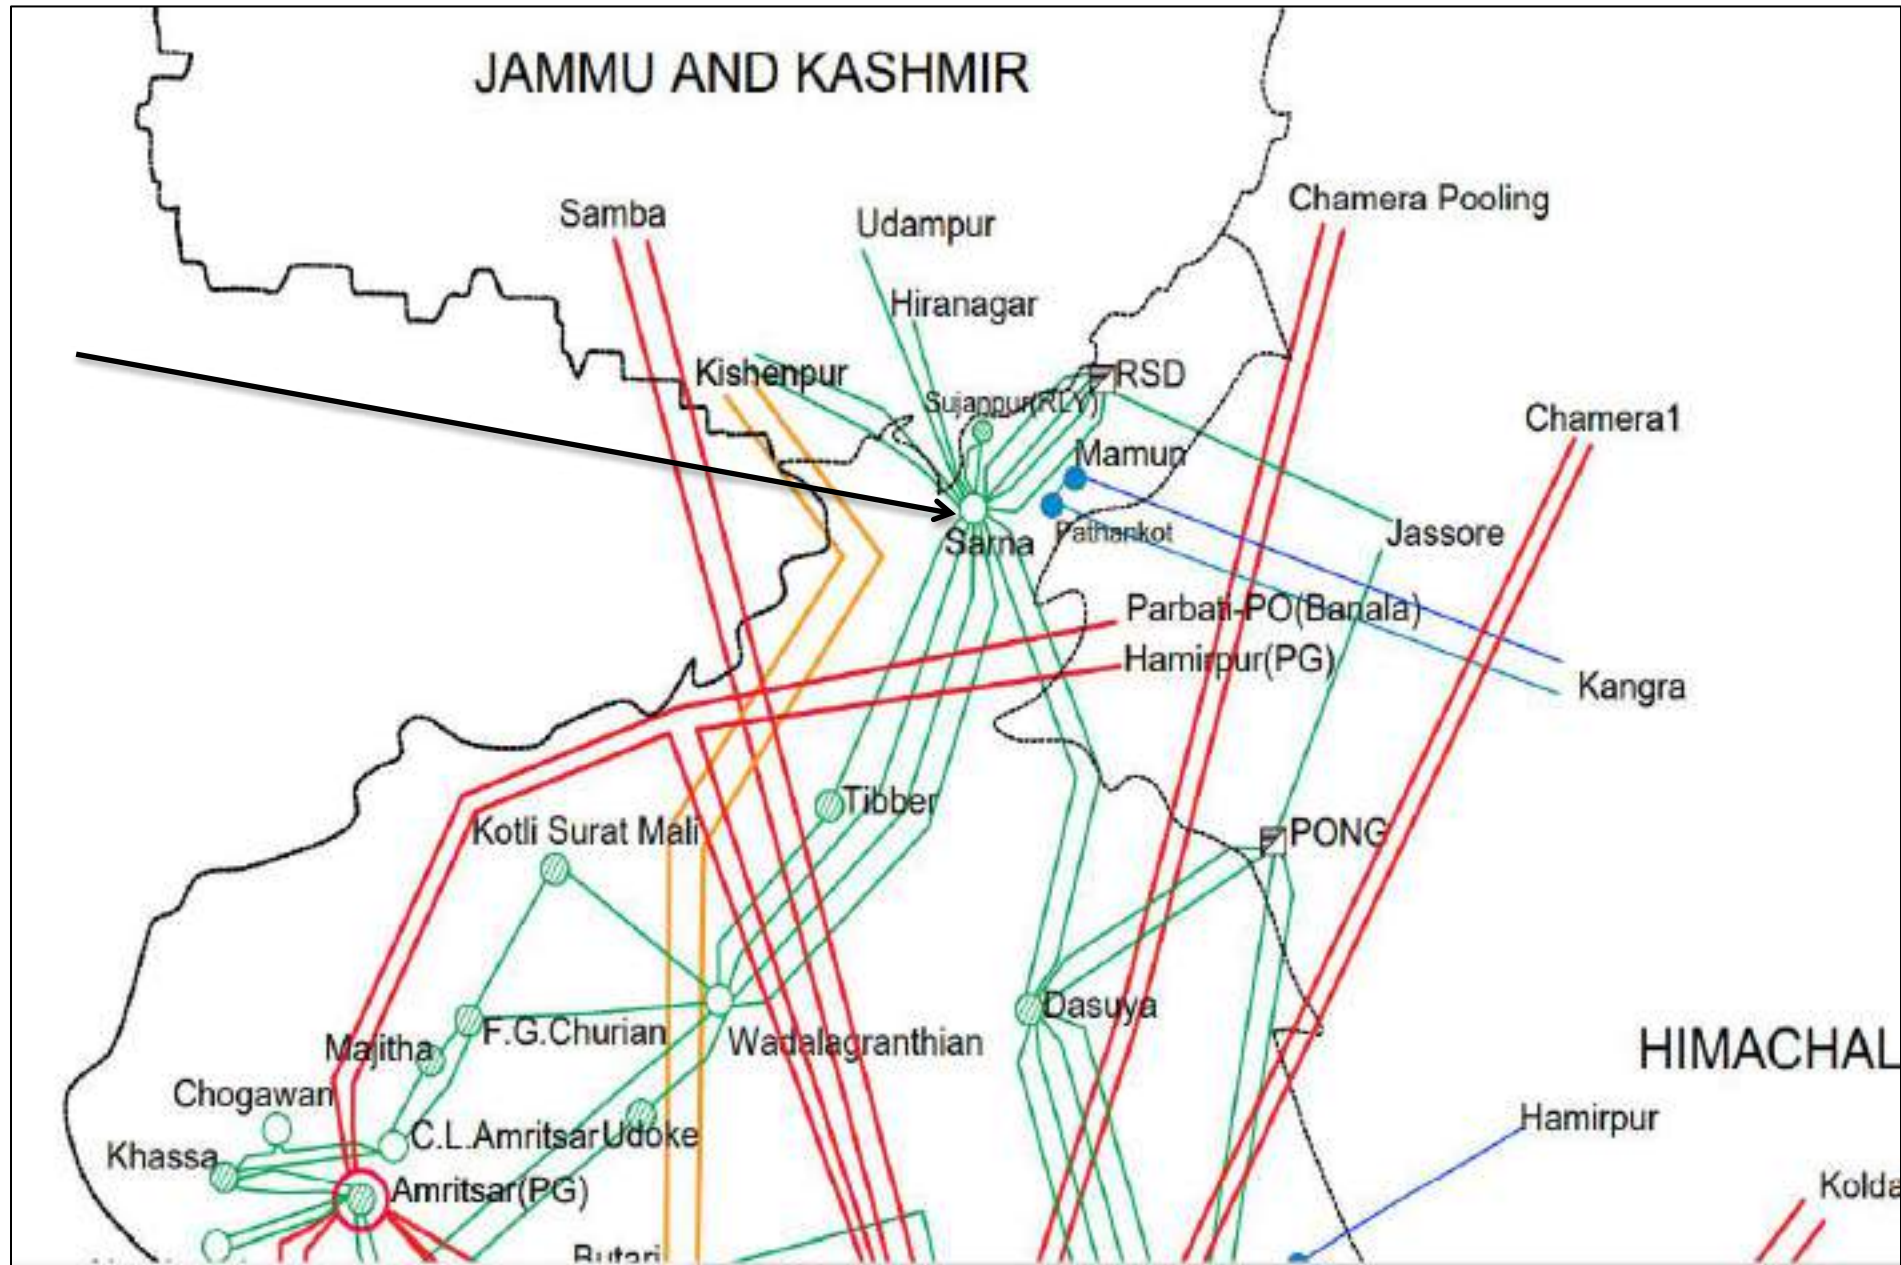 JAMMU AND KASHMIR
Samba
Udampur
Chamera Pooling
Hiranagar
Kishenpur
RSD
Sujanpur(RLY)
Chamera1
Mamun
Pathankot
Sarna
Jassore
Parbati-PO(Banala)
Hamirpur(PG)
Kangra
Tibber
Kotli Surat Mali
PONG
Dasuya
F.G.Churian
Wadalagranthian
Majitha
HIMACHAL
Chogawan
Hamirpur
C.L.Amritsar
Udoke
Khassa
Amritsar(PG)
Kolda
Butari